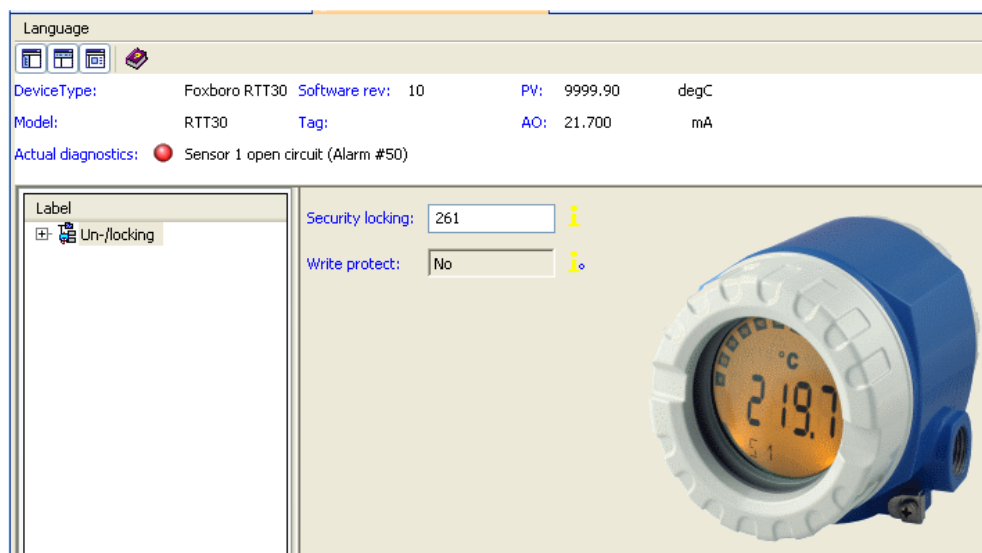 Language
DeviceType: Foxboro RTT30 Software rev: 10 PV: 9999.90 degC
Model: RTT30 Tag: AO: 21.700 mA
Actual diagnostics: Sensor 1 open circuit (Alarm #50)
Label
Un-/locking
Security locking: 261
Write protect: No
°C
219.7
S1